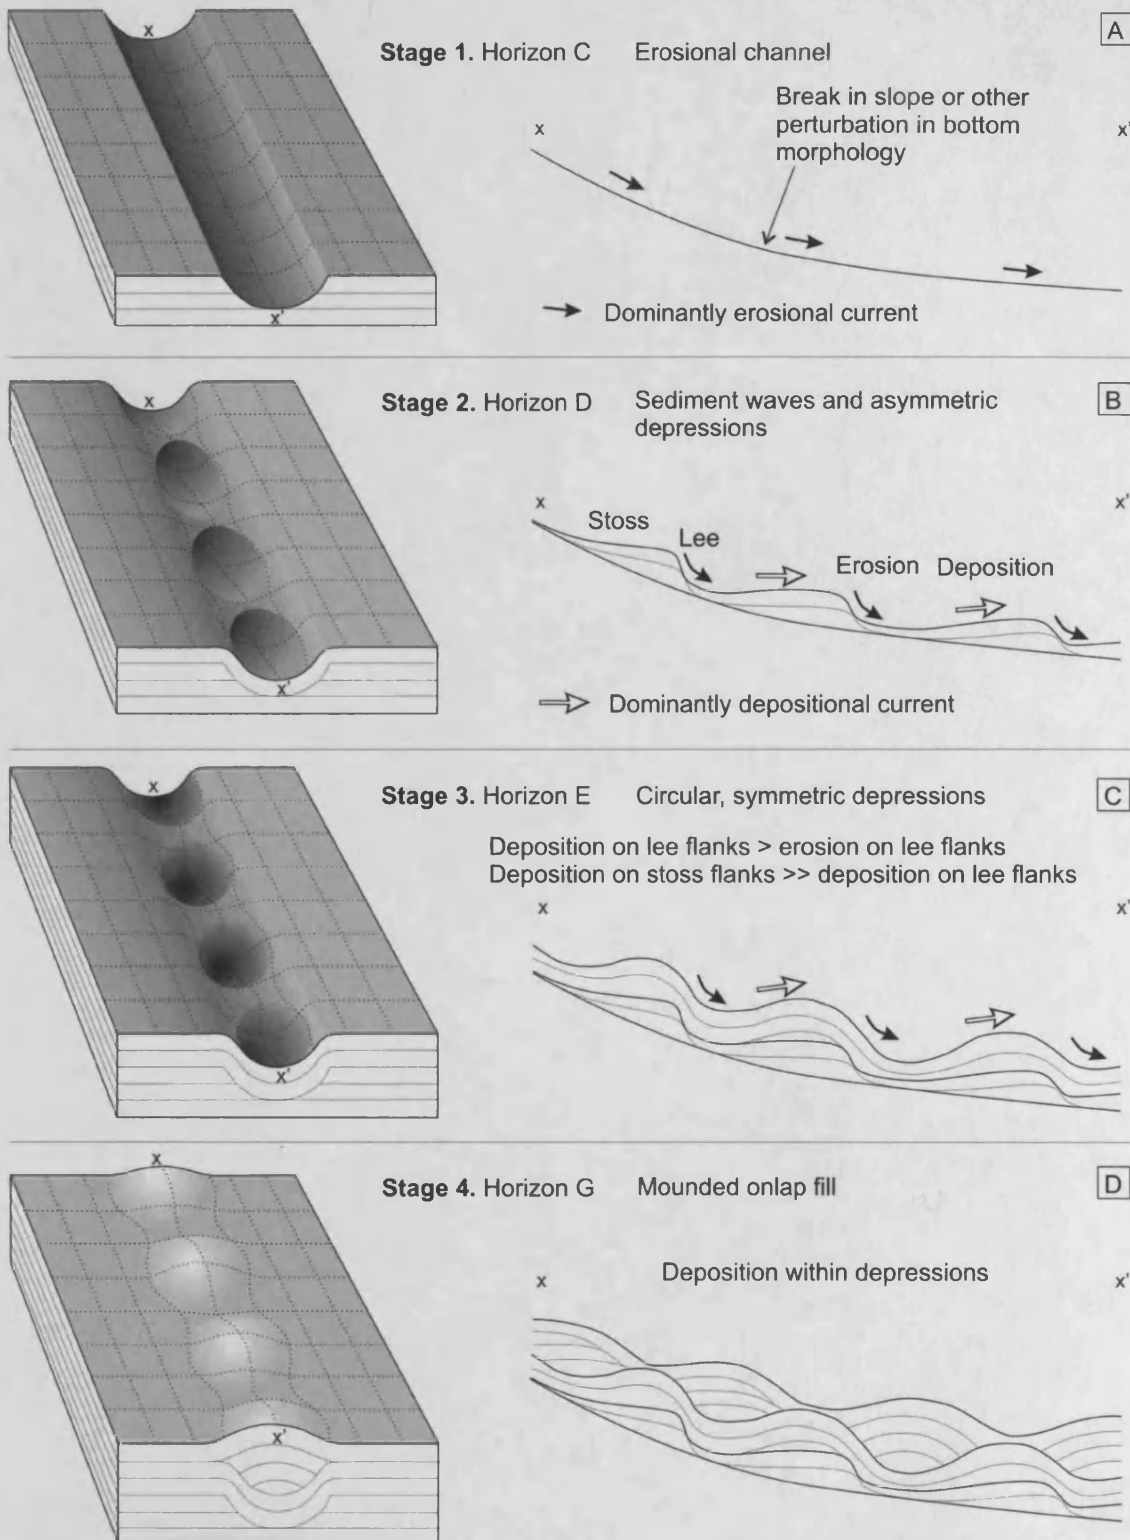 x
Stage 1. Horizon C Erosional channel
A
Break in slope or other
perturbation in bottom
morphology
x
x'
Dominantly erosional current
x'
x
Stage 2. Horizon D Sediment waves and asymmetric
depressions
B
x
x'
Stoss
Lee
Erosion Deposition
x'
Dominantly depositional current
x
Stage 3. Horizon E Circular, symmetric depressions
C
Deposition on lee flanks > erosion on lee flanks
Deposition on stoss flanks >> deposition on lee flanks
x
x'
x'
x
Stage 4. Horizon G Mounded onlap fill
D
Deposition within depressions
x
x'
x'